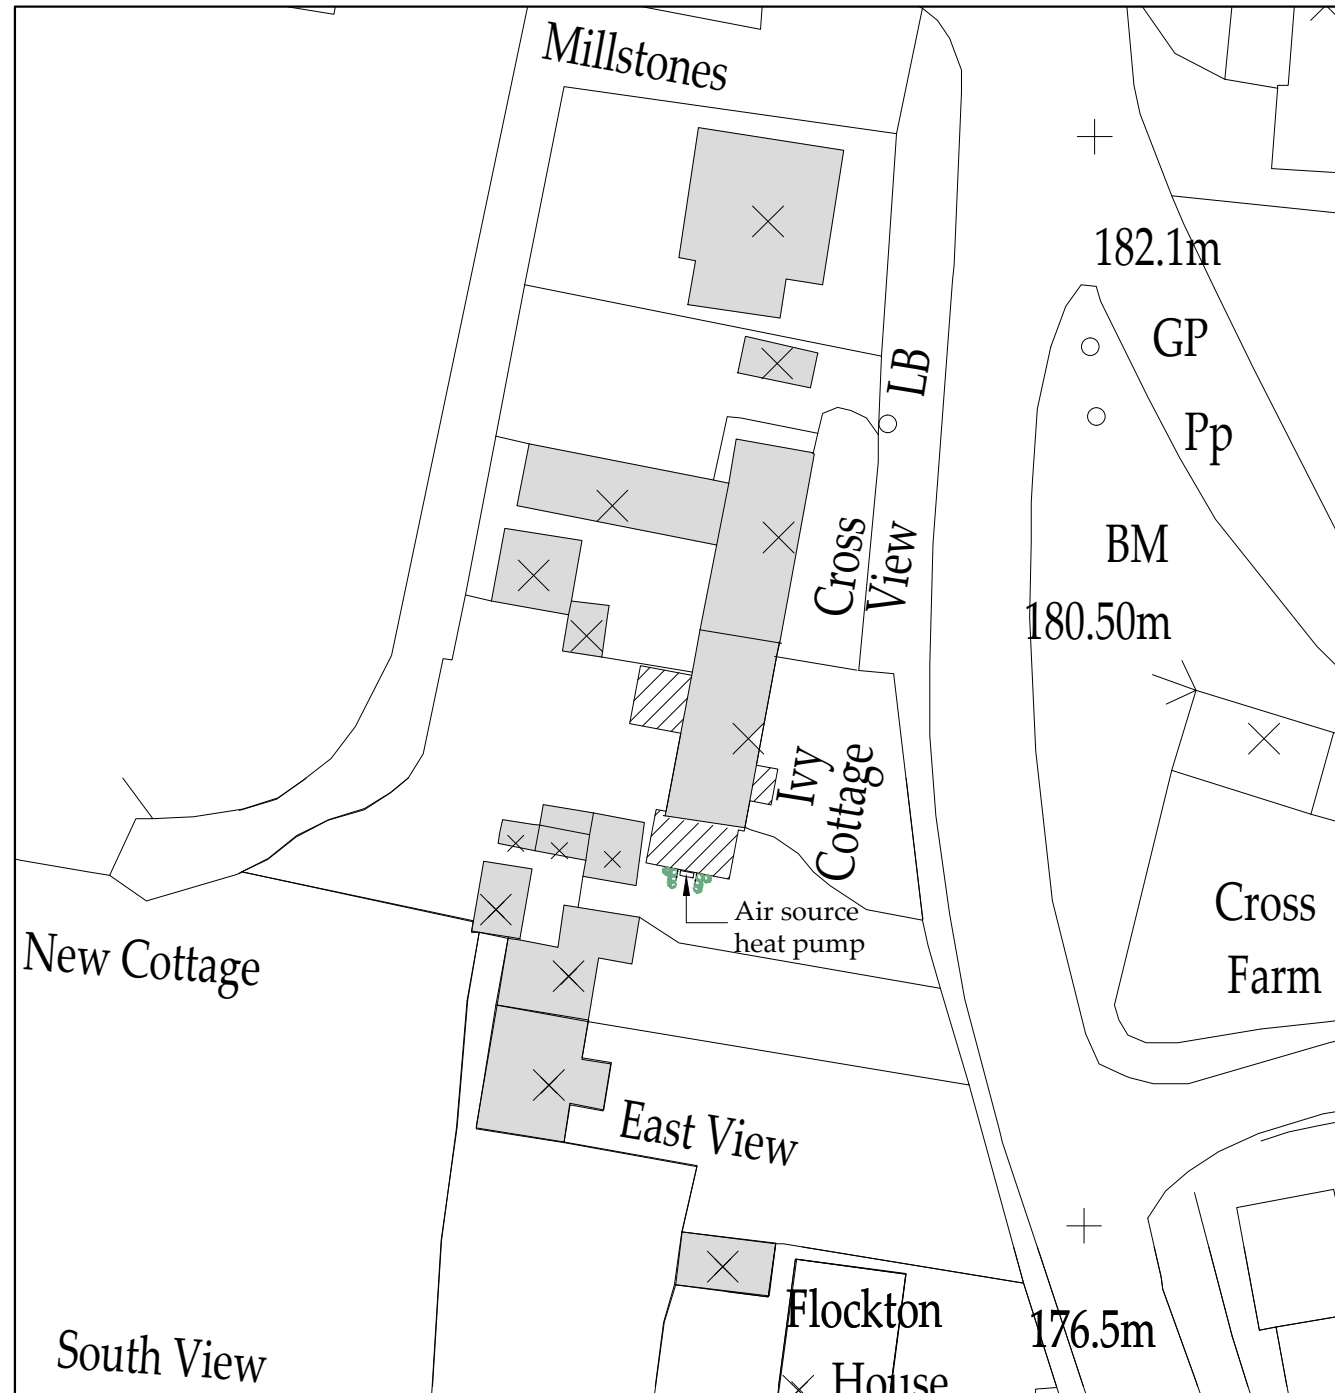 Millstones
182.1m
GP
LB
Pp
Cross
View
BM
180.50m
Ivy
Cottage
Air source
heat pump
Cross
Farm
New Cottage
East View
Flockton
House
176.5m
South View